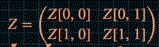 Z = ( Z[0, 0]  Z[0, 1]
Z[1, 0]  Z[1, 1] )